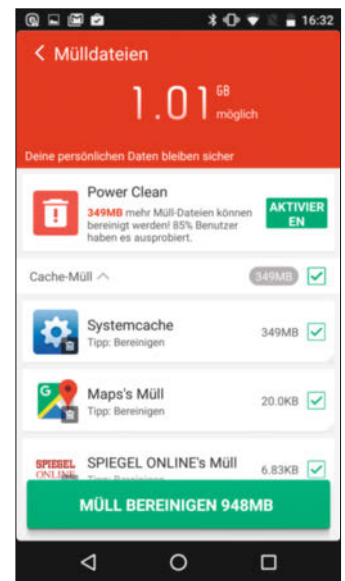 16:32
Mülldateien
1.01 GB
möglich
Deine persönlichen Daten bleiben sicher
Power Clean
349MB mehr Müll-Dateien können
bereinigt werden! 85% Benutzer
haben es ausprobiert.
AKTIVIER
EN
Cache-Müll 349MB
Systemcache
Tipp: Bereinigen
349MB
Maps's Müll
Tipp: Bereinigen
20.0KB
SPIEGEL
ONLINE
SPIEGEL ONLINE's Müll
6.83KB
MÜLL BEREINIGEN 948MB